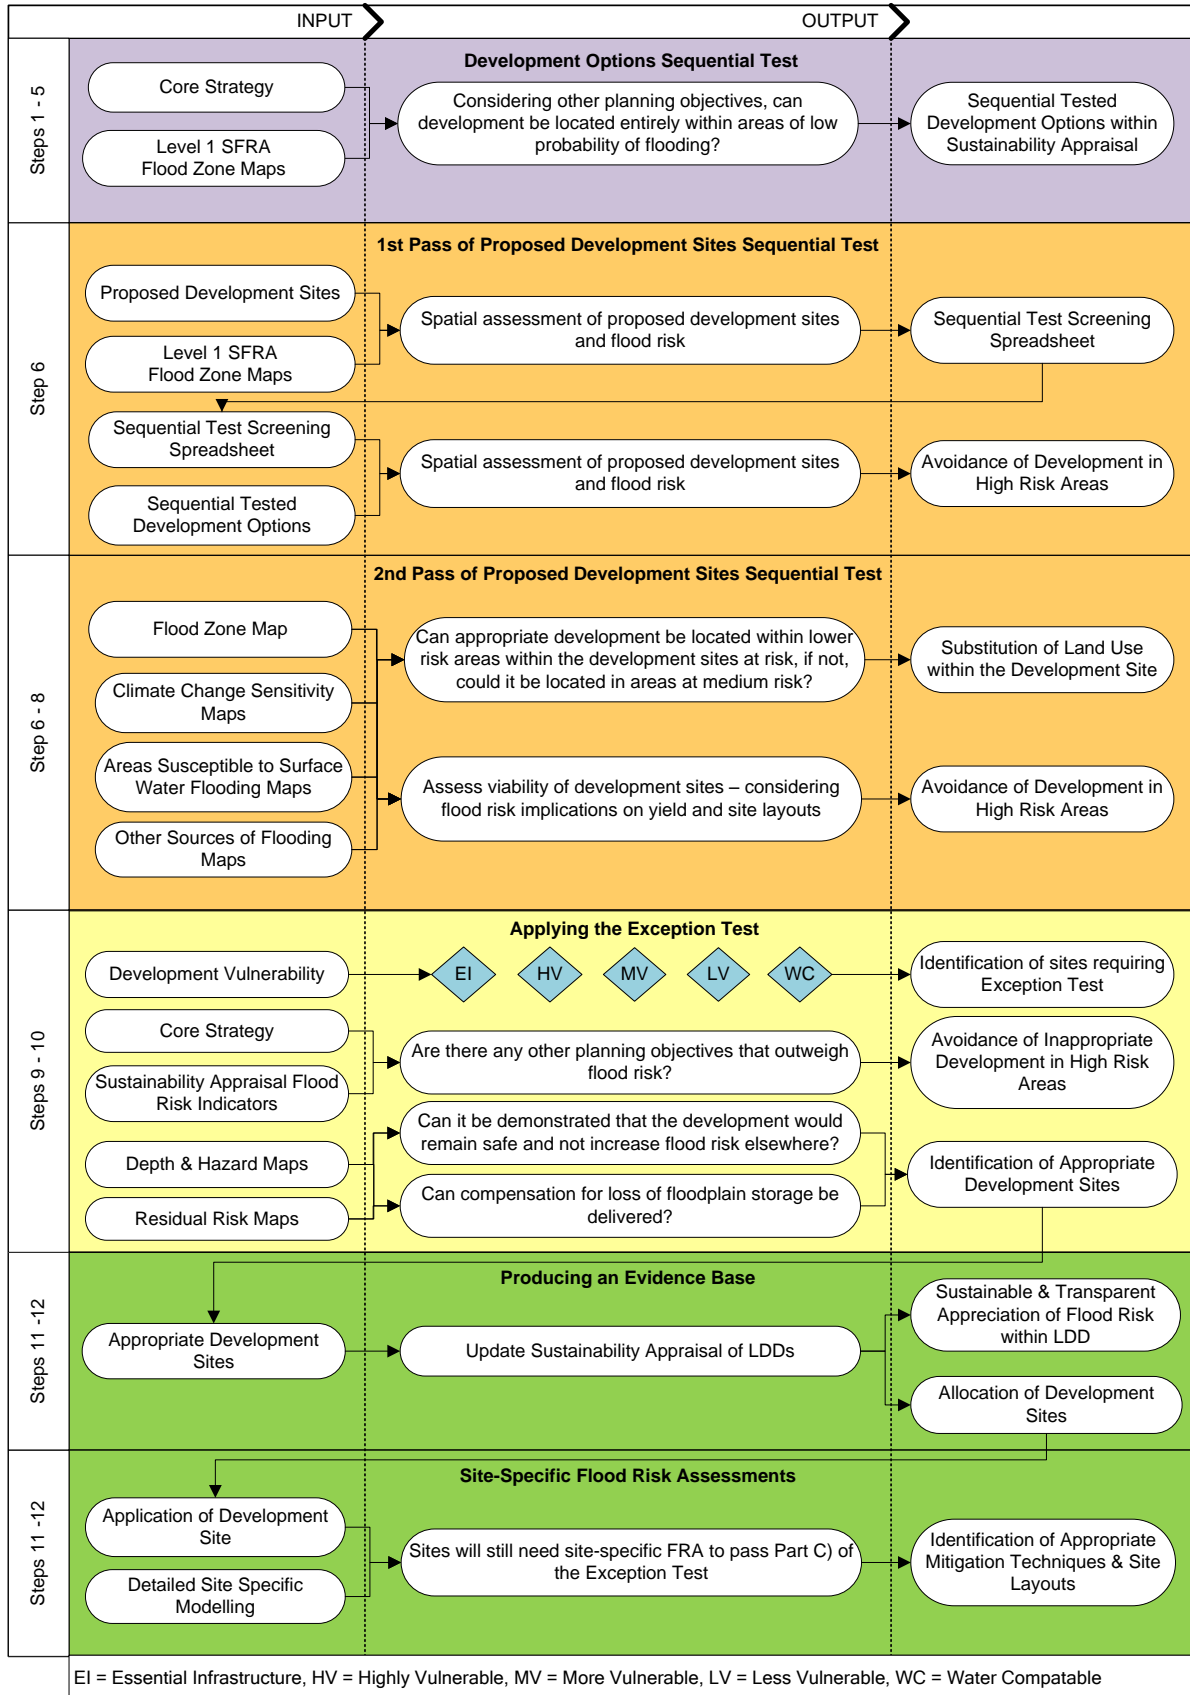 INPUT
OUTPUT
Steps 1 - 5
Development Options Sequential Test
Core Strategy
Level 1 SFRA
Flood Zone Maps
Considering other planning objectives, can
development be located entirely within areas of low
probability of flooding?
Sequential Tested
Development Options within
Sustainability Appraisal
Step 6
1st Pass of Proposed Development Sites Sequential Test
Proposed Development Sites
Level 1 SFRA
Flood Zone Maps
Spatial assessment of proposed development sites
and flood risk
Sequential Test Screening
Spreadsheet
Sequential Test Screening
Spreadsheet
Sequential Tested
Development Options
Spatial assessment of proposed development sites
and flood risk
Avoidance of Development in
High Risk Areas
Step 6 - 8
2nd Pass of Proposed Development Sites Sequential Test
Flood Zone Map
Climate Change Sensitivity
Maps
Areas Susceptible to Surface
Water Flooding Maps
Other Sources of Flooding
Maps
Can appropriate development be located within lower
risk areas within the development sites at risk, if not,
could it be located in areas at medium risk?
Substitution of Land Use
within the Development Site
Assess viability of development sites – considering
flood risk implications on yield and site layouts
Avoidance of Development in
High Risk Areas
Steps 9 - 10
Applying the Exception Test
Development Vulnerability
EI
HV
MV
LV
WC
Identification of sites requiring
Exception Test
Core Strategy
Sustainability Appraisal Flood
Risk Indicators
Are there any other planning objectives that outweigh
flood risk?
Avoidance of Inappropriate
Development in High Risk
Areas
Depth & Hazard Maps
Residual Risk Maps
Can it be demonstrated that the development would
remain safe and not increase flood risk elsewhere?
Can compensation for loss of floodplain storage be
delivered?
Identification of Appropriate
Development Sites
Steps 11 -12
Producing an Evidence Base
Appropriate Development
Sites
Update Sustainability Appraisal of LDDs
Sustainable & Transparent
Appreciation of Flood Risk
within LDD
Allocation of Development
Sites
Steps 11 -12
Site-Specific Flood Risk Assessments
Application of Development
Site
Detailed Site Specific
Modelling
Sites will still need site-specific FRA to pass Part C) of
the Exception Test
Identification of Appropriate
Mitigation Techniques & Site
Layouts
EI = Essential Infrastructure, HV = Highly Vulnerable, MV = More Vulnerable, LV = Less Vulnerable, WC = Water Compatable